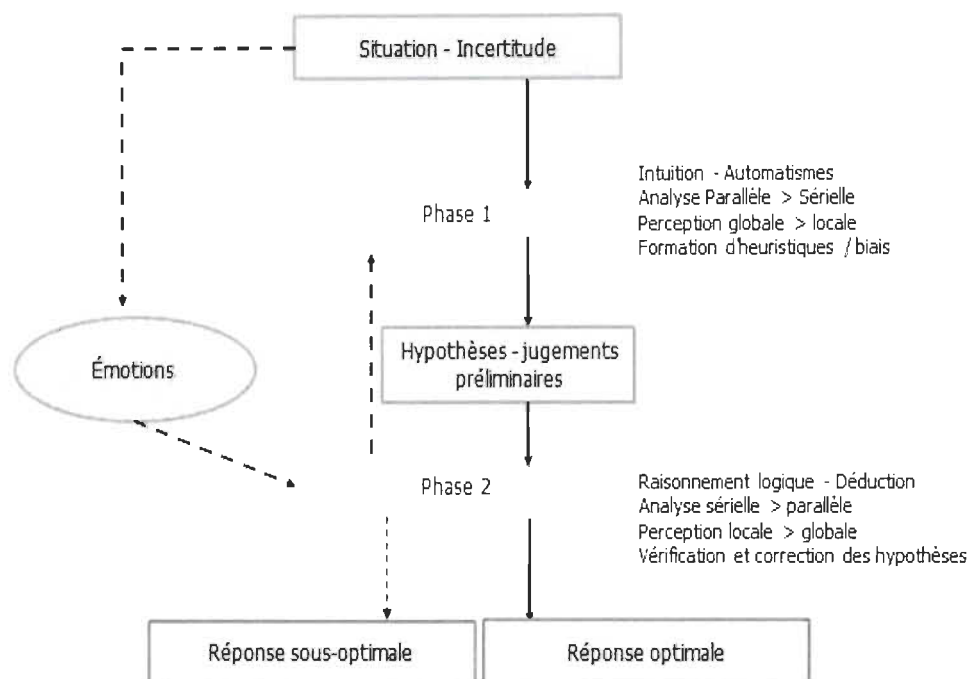 Situation - Incertitude
Intuition - Automatismes
Analyse Parallèle > Sérielle
Perception globale > locale
Formation d'heuristiques / biais
Phase 1
Émotions
Hypothèses - jugements
préliminaires
Phase 2
Raisonnement logique - Déduction
Analyse sérielle > parallèle
Perception locale > globale
Vérification et correction des hypothèses
Réponse sous-optimale
Réponse optimale